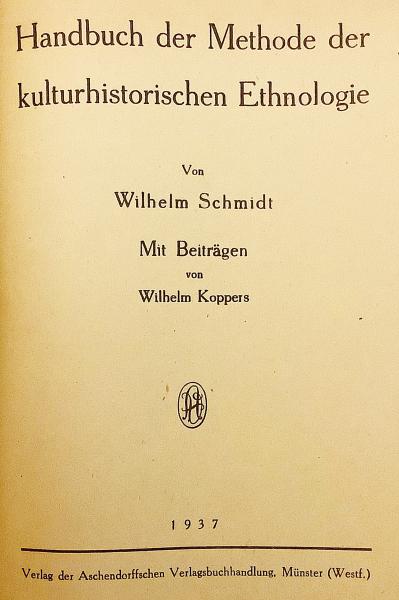 Handbuch der Methode der
kulturhistorischen Ethnologie
Von
Wilhelm Schmidt
Mit Beiträgen
von
Wilhelm Koppers
1937
Verlag der Aschendorffschen Verlagsbuchhandlung, Münster (Westf.)